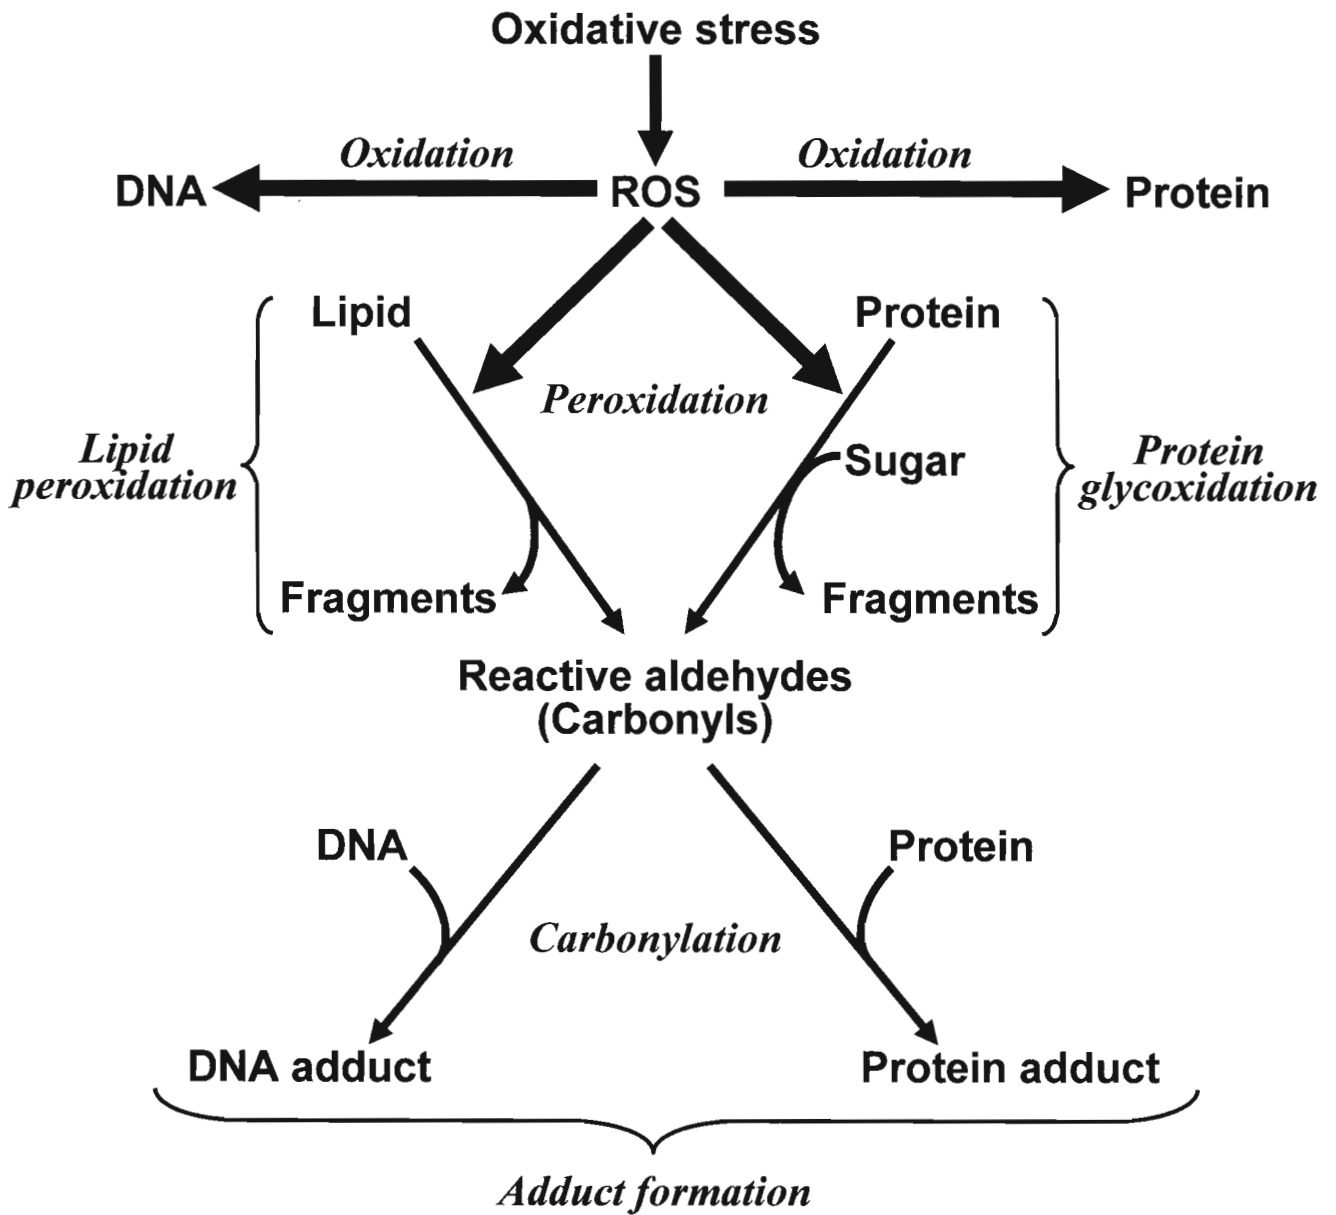 Oxidative stress
Oxidation
Oxidation
DNA
ROS
Protein
Lipid
Protein
Peroxidation
Lipid
peroxidation
Sugar
Protein
glycoxidation
Fragments
Fragments
Reactive aldehydes
(Carbonyls)
DNA
Protein
Carbonylation
DNA adduct
Protein adduct
Adduct formation